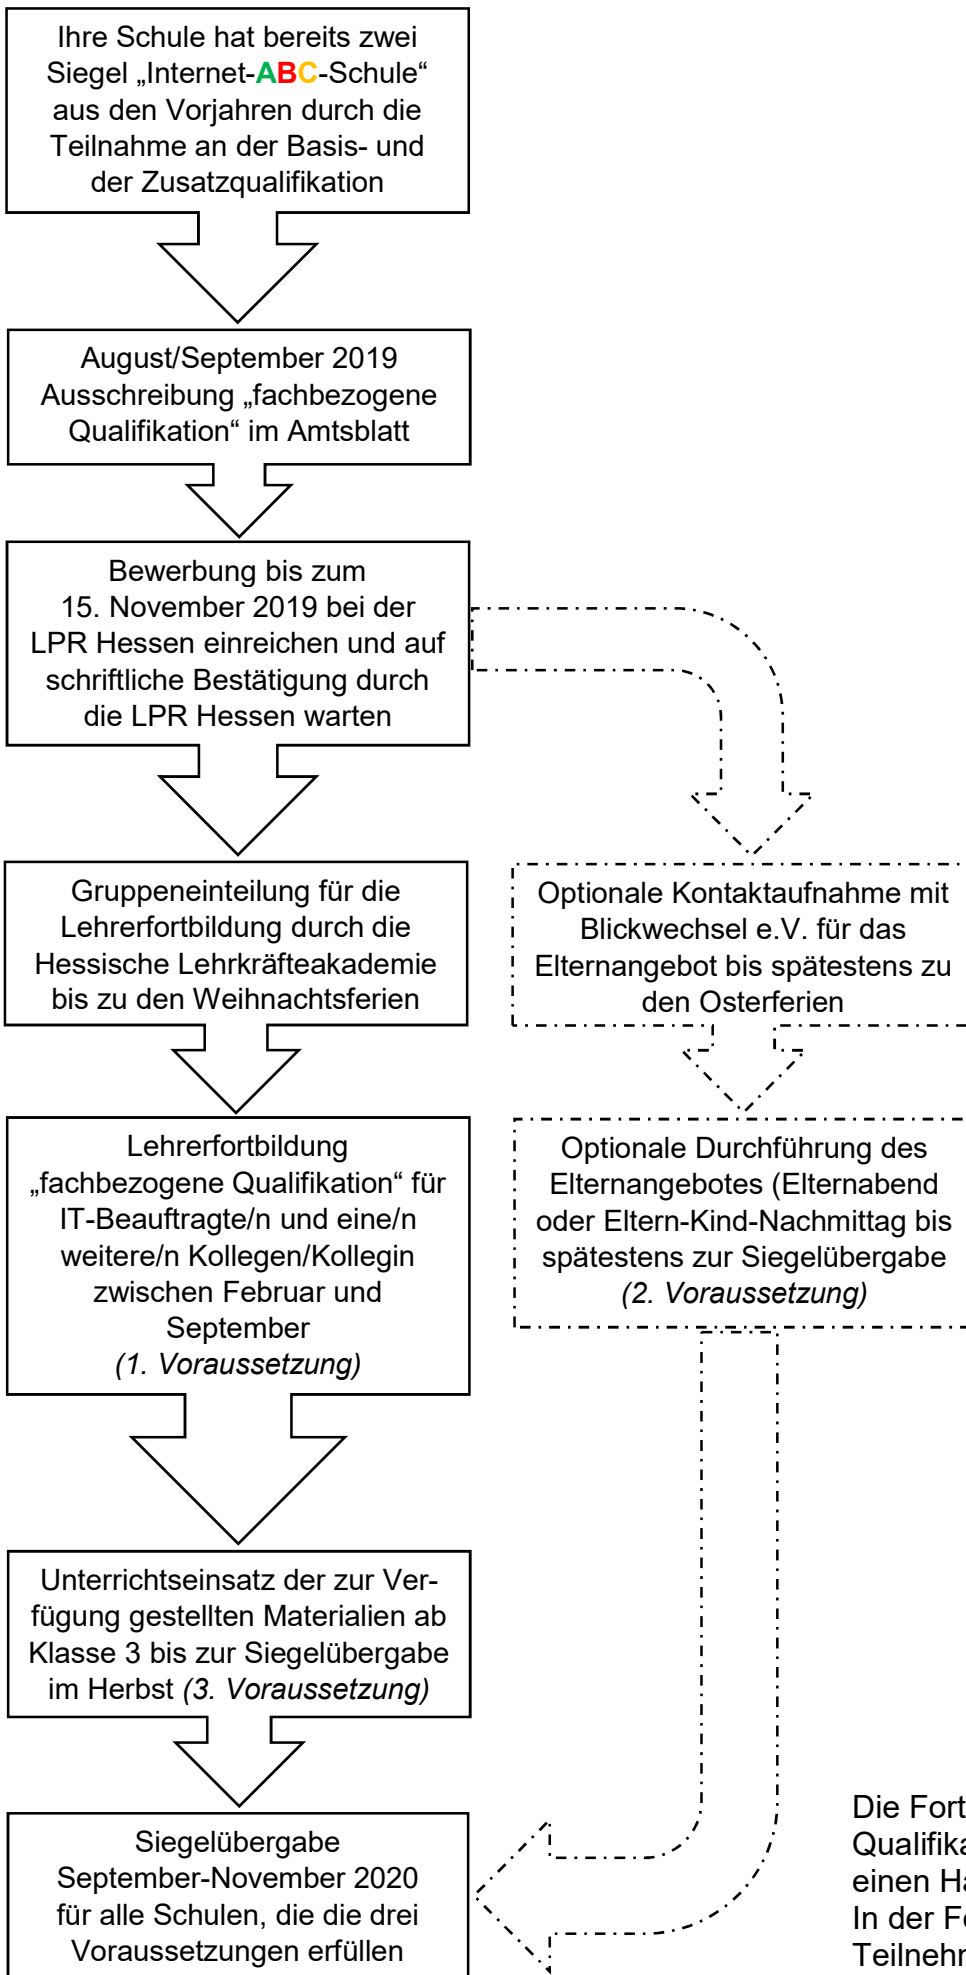 Ihre Schule hat bereits zwei
Siegel „Internet-ABC-Schule“
aus den Vorjahren durch die
Teilnahme an der Basis- und
der Zusatzqualifikation
August/September 2019
Ausschreibung „fachbezogene
Qualifikation“ im Amtsblatt
Bewerbung bis zum
15. November 2019 bei der
LPR Hessen einreichen und auf
schriftliche Bestätigung durch
die LPR Hessen warten
Gruppeneinteilung für die
Lehrerfortbildung durch die
Hessische Lehrkräfteakademie
bis zu den Weihnachtsferien
Optionale Kontaktaufnahme mit
Blickwechsel e.V. für das
Elternangebot bis spätestens zu
den Osterferien
Lehrerfortbildung
„fachbezogene Qualifikation“ für
IT-Beauftragte/n und eine/n
weitere/n Kollegen/Kollegin
zwischen Februar und
September
(1. Voraussetzung)
Optionale Durchführung des
Elternangebotes (Elternabend
oder Eltern-Kind-Nachmittag bis
spätestens zur Siegelübergabe
(2. Voraussetzung)
Unterrichtseinsatz der zur Ver-
fügung gestellten Materialien ab
Klasse 3 bis zur Siegelübergabe
im Herbst (3. Voraussetzung)
Siegelübergabe
September-November 2020
für alle Schulen, die die drei
Voraussetzungen erfüllen
Die Fort
Qualifika
einen Ha
In der Fo
Teilnehm